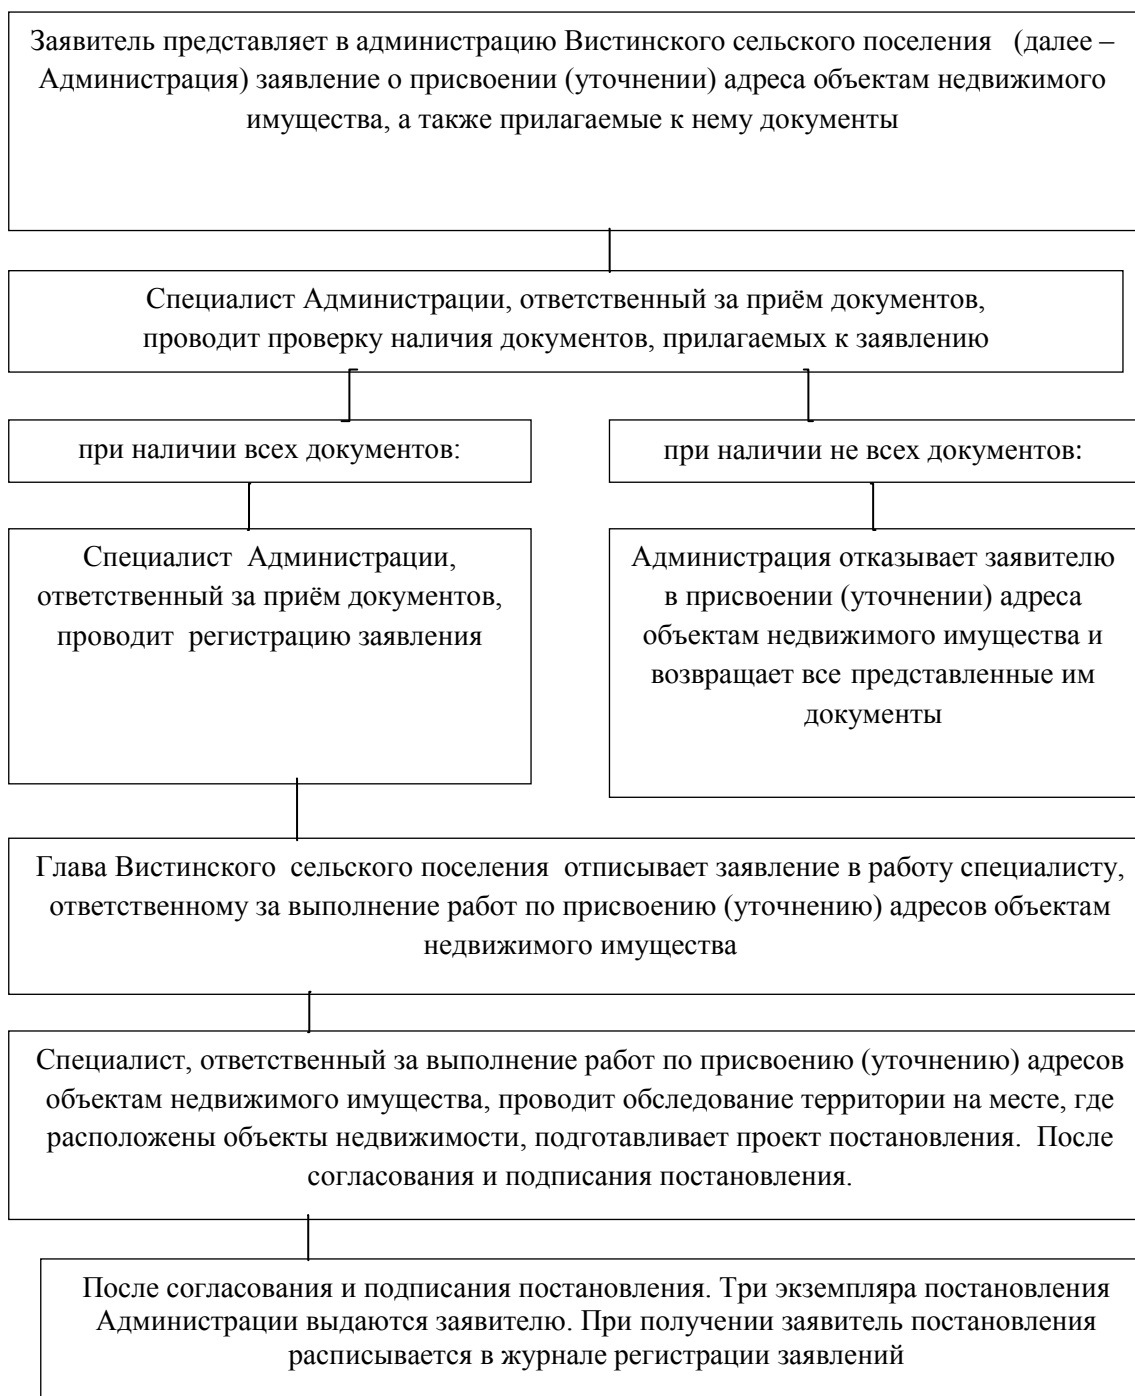 Заявитель представляет в администрацию Вистинского сельского поселения (далее –
Администрация) заявление о присвоении (уточнении) адреса объектам недвижимого
имущества, а также прилагаемые к нему документы
Специалист Администрации, ответственный за приём документов,
проводит проверку наличия документов, прилагаемых к заявлению
при наличии всех документов:
при наличии не всех документов:
Специалист Администрации,
ответственный за приём документов,
проводит регистрацию заявления
Администрация отказывает заявителю
в присвоении (уточнении) адреса
объектам недвижимого имущества и
возвращает все представленные им
документы
Глава Вистинского сельского поселения отписывает заявление в работу специалисту,
ответственному за выполнение работ по присвоению (уточнению) адресов объектам
недвижимого имущества
Специалист, ответственный за выполнение работ по присвоению (уточнению) адресов
объектам недвижимого имущества, проводит обследование территории на месте, где
расположены объекты недвижимости, подготавливает проект постановления. После
согласования и подписания постановления.
После согласования и подписания постановления. Три экземпляра постановления
Администрации выдаются заявителю. При получении заявитель постановления
расписывается в журнале регистрации заявлений